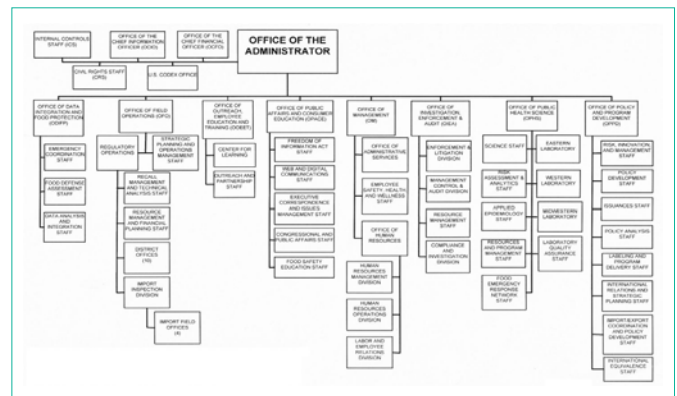 OFFICE OF THE
ADMINISTRATOR
INTERNAL CONTROLS
STAFF (ICS)
OFFICE OF THE
CHIEF INFORMATION
OFFICER (OCIO)
OFFICE OF THE
CHIEF FINANCIAL
OFFICER (OCFO)
CIVIL RIGHTS STAFF
(CRS)
U.S. CODEX OFFICE
OFFICE OF DATA
INTEGRATION AND
FOOD PROTECTION
(ODIFP)
EMERGENCY
COORDINATION
STAFF
FOOD DEFENSE
ASSESSMENT
STAFF
DATA ANALYSIS
AND
INTEGRATION
STAFF
OFFICE OF FIELD
OPERATIONS (OFO)
REGULATORY
OPERATIONS
STRATEGIC
PLANNING AND
OPERATIONS
MANAGEMENT STAFF
RECALL
MANAGEMENT
AND TECHNICAL
ANALYSIS STAFF
RESOURCE
MANAGEMENT
AND FINANCIAL
PLANNING STAFF
DISTRICT
OFFICES
(10)
IMPORT
INSPECTION
DIVISION
IMPORT FIELD
OFFICES
(4)
OFFICE OF
OUTREACH,
EMPLOYEE
EDUCATION AND
TRAINING (OOEET)
CENTER FOR
LEARNING
OUTREACH AND
PARTNERSHIP
STAFF
OFFICE OF PUBLIC
AFFAIRS AND CONSUMER
EDUCATION (OPACE)
FREEDOM OF
INFORMATION ACT
STAFF
WEB AND DIGITAL
COMMUNICATIONS
STAFF
EXECUTIVE
CORRESPONDENCE
AND ISSUES
MANAGEMENT STAFF
CONGRESSIONAL AND
PUBLIC AFFAIRS STAFF
FOOD SAFETY
EDUCATION STAFF
OFFICE OF
MANAGEMENT
(OM)
OFFICE OF
ADMINISTRATIVE
SERVICES
EMPLOYEE
SAFETY, HEALTH
AND WELLNESS
STAFF
OFFICE OF
HUMAN
RESOURCES
HUMAN
RESOURCES
MANAGEMENT
DIVISION
HUMAN
RESOURCES
OPERATIONS
DIVISION
LABOR AND
EMPLOYEE
RELATIONS
DIVISION
OFFICE OF
INVESTIGATION,
ENFORCEMENT &
AUDIT (OIEA)
ENFORCEMENT
& LITIGATION
DIVISION
MANAGEMENT
CONTROL &
AUDIT DIVISION
RESOURCE
MANAGEMENT
STAFF
COMPLIANCE
AND
INVESTIGATION
DIVISION
OFFICE OF PUBLIC
HEALTH SCIENCE
(OPHS)
SCIENCE STAFF
RISK
ASSESSMENT &
ANALYTICS
STAFF
APPLIED
EPIDEMIOLOGY
STAFF
RESOURCES
AND PROGRAM
MANAGEMENT
STAFF
FOOD
EMERGENCY
RESPONSE
NETWORK STAFF
EASTERN
LABORATORY
WESTERN
LABORATORY
MIDWESTERN
LABORATORY
LABORATORY
QUALITY
ASSURANCE
STAFF
OFFICE OF POLICY
AND PROGRAM
DEVELOPMENT
(OPPD)
RISK, INNOVATION,
AND MANAGEMENT
STAFF
POLICY
DEVELOPMENT
STAFF
ISSUANCES STAFF
POLICY ANALYSIS
STAFF
LABELING AND
PROGRAM
DELIVERY STAFF
INTERNATIONAL
RELATIONS AND
STRATEGIC
PLANNING STAFF
IMPORT/EXPORT
COORDINATION
AND POLICY
DEVELOPMENT
STAFF
INTERNATIONAL
EQUIVALENCE STAFF